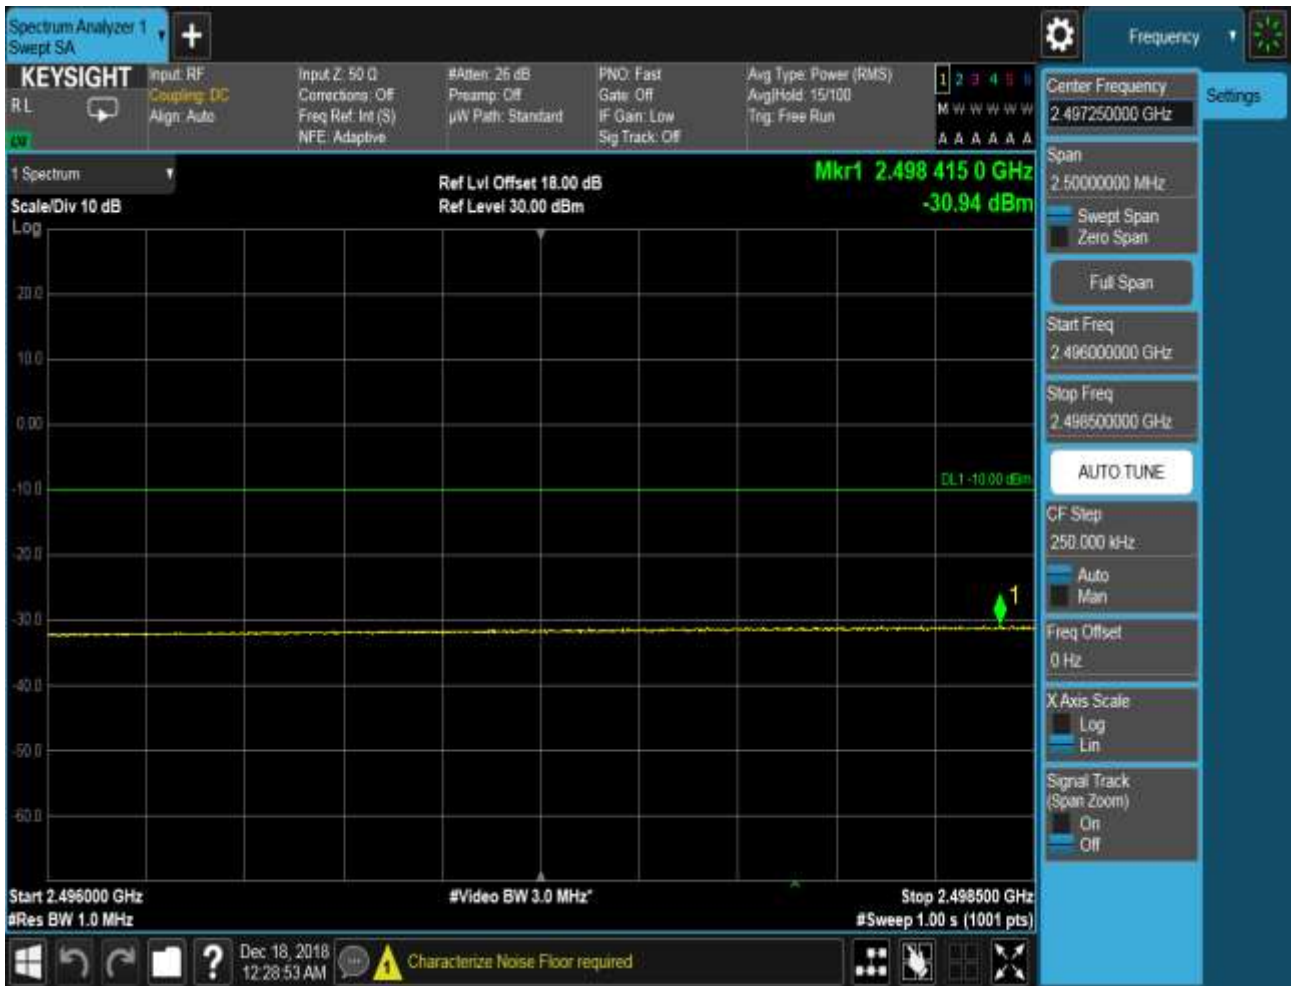 Spectrum Analyzer 1
Swept SA
Frequency
KEYSIGHT
R L
Input: RF
Coupling: DC
Align: Auto
Input Z: 50 Ω
Corrections: Off
Freq Ref: Int (S)
NFE: Adaptive
#Atten: 26 dB
Preamp: Off
µW Path: Standard
PNO: Fast
Gate: Off
IF Gain: Low
Sig Track: Off
Avg Type: Power (RMS)
Avg|Hold: 15/100
Trig: Free Run
1 2 3 4 5 6
M W W W W W
A A A A A A
1 Spectrum
Scale/Div 10 dB
Ref Lvl Offset 18.00 dB
Ref Level 30.00 dBm
Mkr1 2.498 415 0 GHz
-30.94 dBm
Log
20.0
10.0
0.00
-10.0
-20.0
-30.0
-40.0
-50.0
-60.0
DL1 -10.00 dBm
1
Start 2.496000 GHz
#Video BW 3.0 MHz*
Stop 2.498500 GHz
#Res BW 1.0 MHz
#Sweep 1.00 s (1001 pts)
Center Frequency
2.497250000 GHz
Settings
Span
2.50000000 MHz
Swept Span
Zero Span
Full Span
Start Freq
2.496000000 GHz
Stop Freq
2.498500000 GHz
AUTO TUNE
CF Step
250.000 kHz
Auto
Man
Freq Offset
0 Hz
X Axis Scale
Log
Lin
Signal Track
(Span Zoom)
On
Off
?
Dec 18, 2018
12:28:53 AM
1
Characterize Noise Floor required